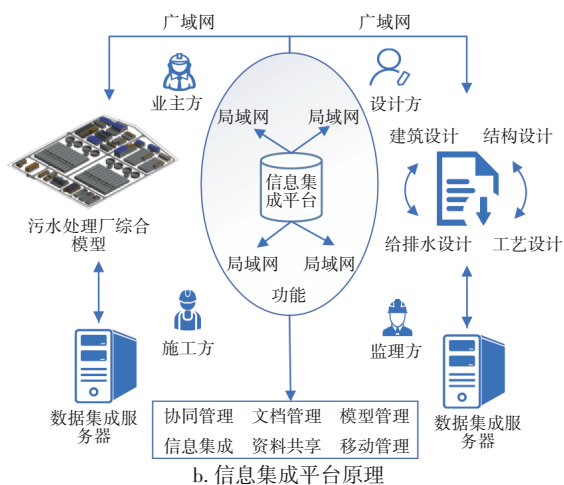 广域网
广域网
业主方
设计方
局域网
局域网
建筑设计
结构设计
信息集
成平台
污水处理厂综合
模型
给排水设计
工艺设计
局域网
局域网
功能
施工方
监理方
数据集成服
务器
数据集成服
务器
协同管理 文档管理 模型管理
信息集成 资料共享 移动管理
b. 信息集成平台原理